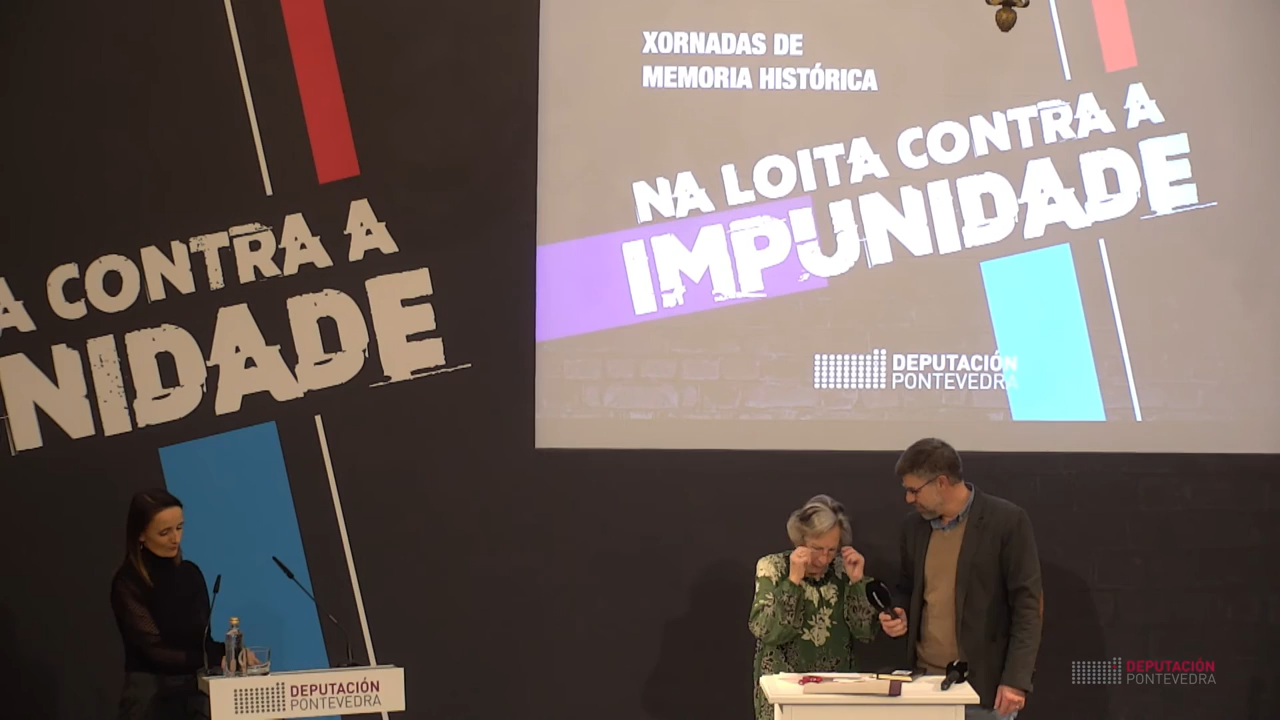 XORNADAS DE
MEMORIA HISTÓRICA
NA LOITA CONTRA A
IMPUNIDADE
DEPUTACIÓN
PONTEVEDRA
A CONTRA A
NIDADE
DEPUTACIÓN
PONTEVEDRA
DEPUTACIÓN
PONTEVEDRA